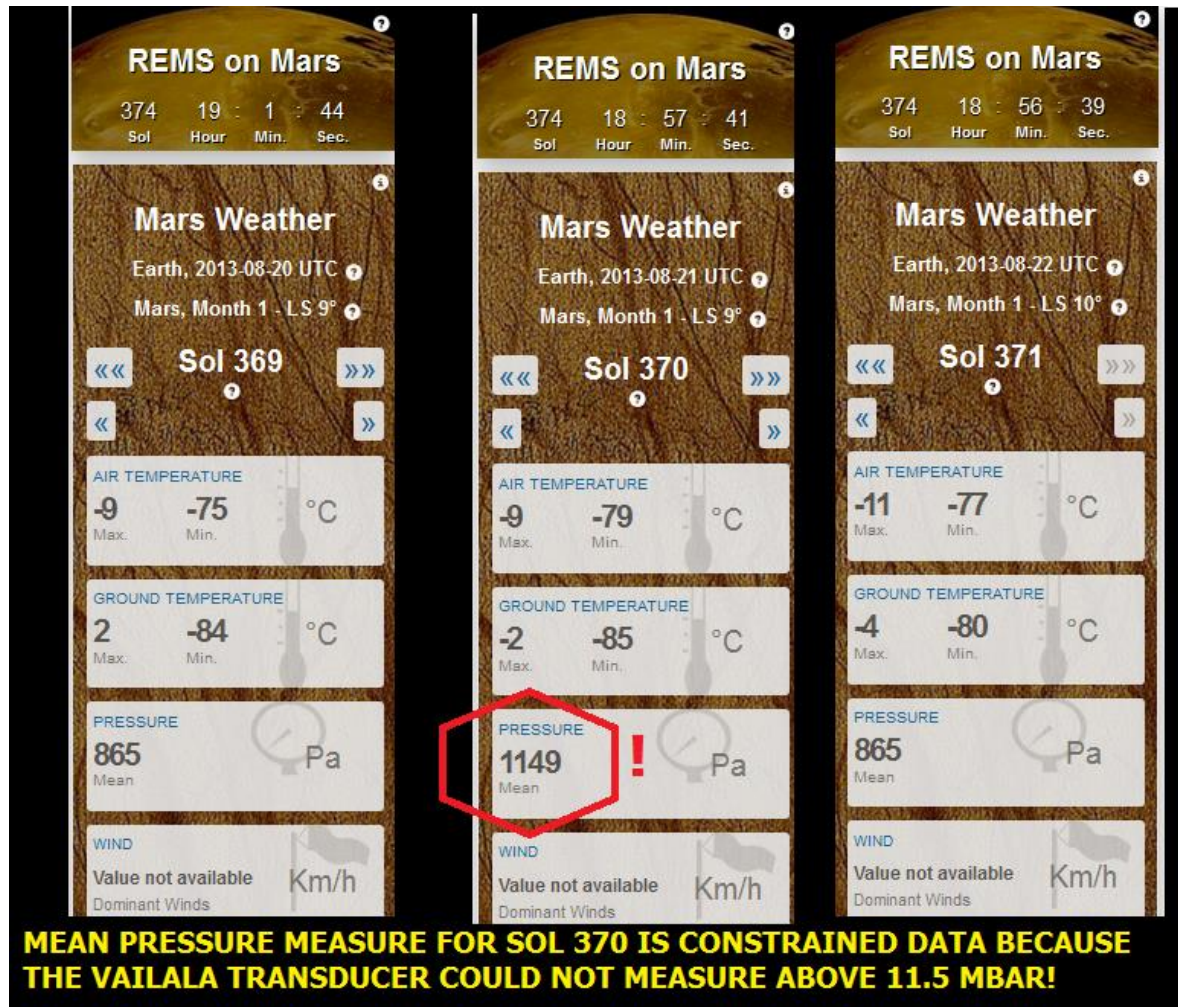 REMS on Mars
374 19 : 1 : 44
Sol Hour Min. Sec.
Mars Weather
Earth, 2013-08-20 UTC ?
Mars, Month 1 - LS 9° ?
«« Sol 369 »»
?
« »
AIR TEMPERATURE
-9 -75 °C
Max. Min.
GROUND TEMPERATURE
2 -84 °C
Max. Min.
PRESSURE
865 Pa
Mean
WIND
Value not available Km/h
Dominant Winds
REMS on Mars
374 18 : 57 : 41
Sol Hour Min. Sec.
Mars Weather
Earth, 2013-08-21 UTC ?
Mars, Month 1 - LS 9° ?
«« Sol 370 »»
?
« »
AIR TEMPERATURE
-9 -79 °C
Max. Min.
GROUND TEMPERATURE
-2 -85 °C
Max. Min.
PRESSURE
1149 ! Pa
Mean
WIND
Value not available Km/h
Dominant Winds
REMS on Mars
374 18 : 56 : 39
Sol Hour Min. Sec.
Mars Weather
Earth, 2013-08-22 UTC ?
Mars, Month 1 - LS 10° ?
«« Sol 371 »»
?
« »
AIR TEMPERATURE
-11 -77 °C
Max. Min.
GROUND TEMPERATURE
-4 -80 °C
Max. Min.
PRESSURE
865 Pa
Mean
WIND
Value not available Km/h
Dominant Winds
MEAN PRESSURE MEASURE FOR SOL 370 IS CONSTRAINED DATA BECAUSE
THE VAILALA TRANSDUCER COULD NOT MEASURE ABOVE 11.5 MBAR!